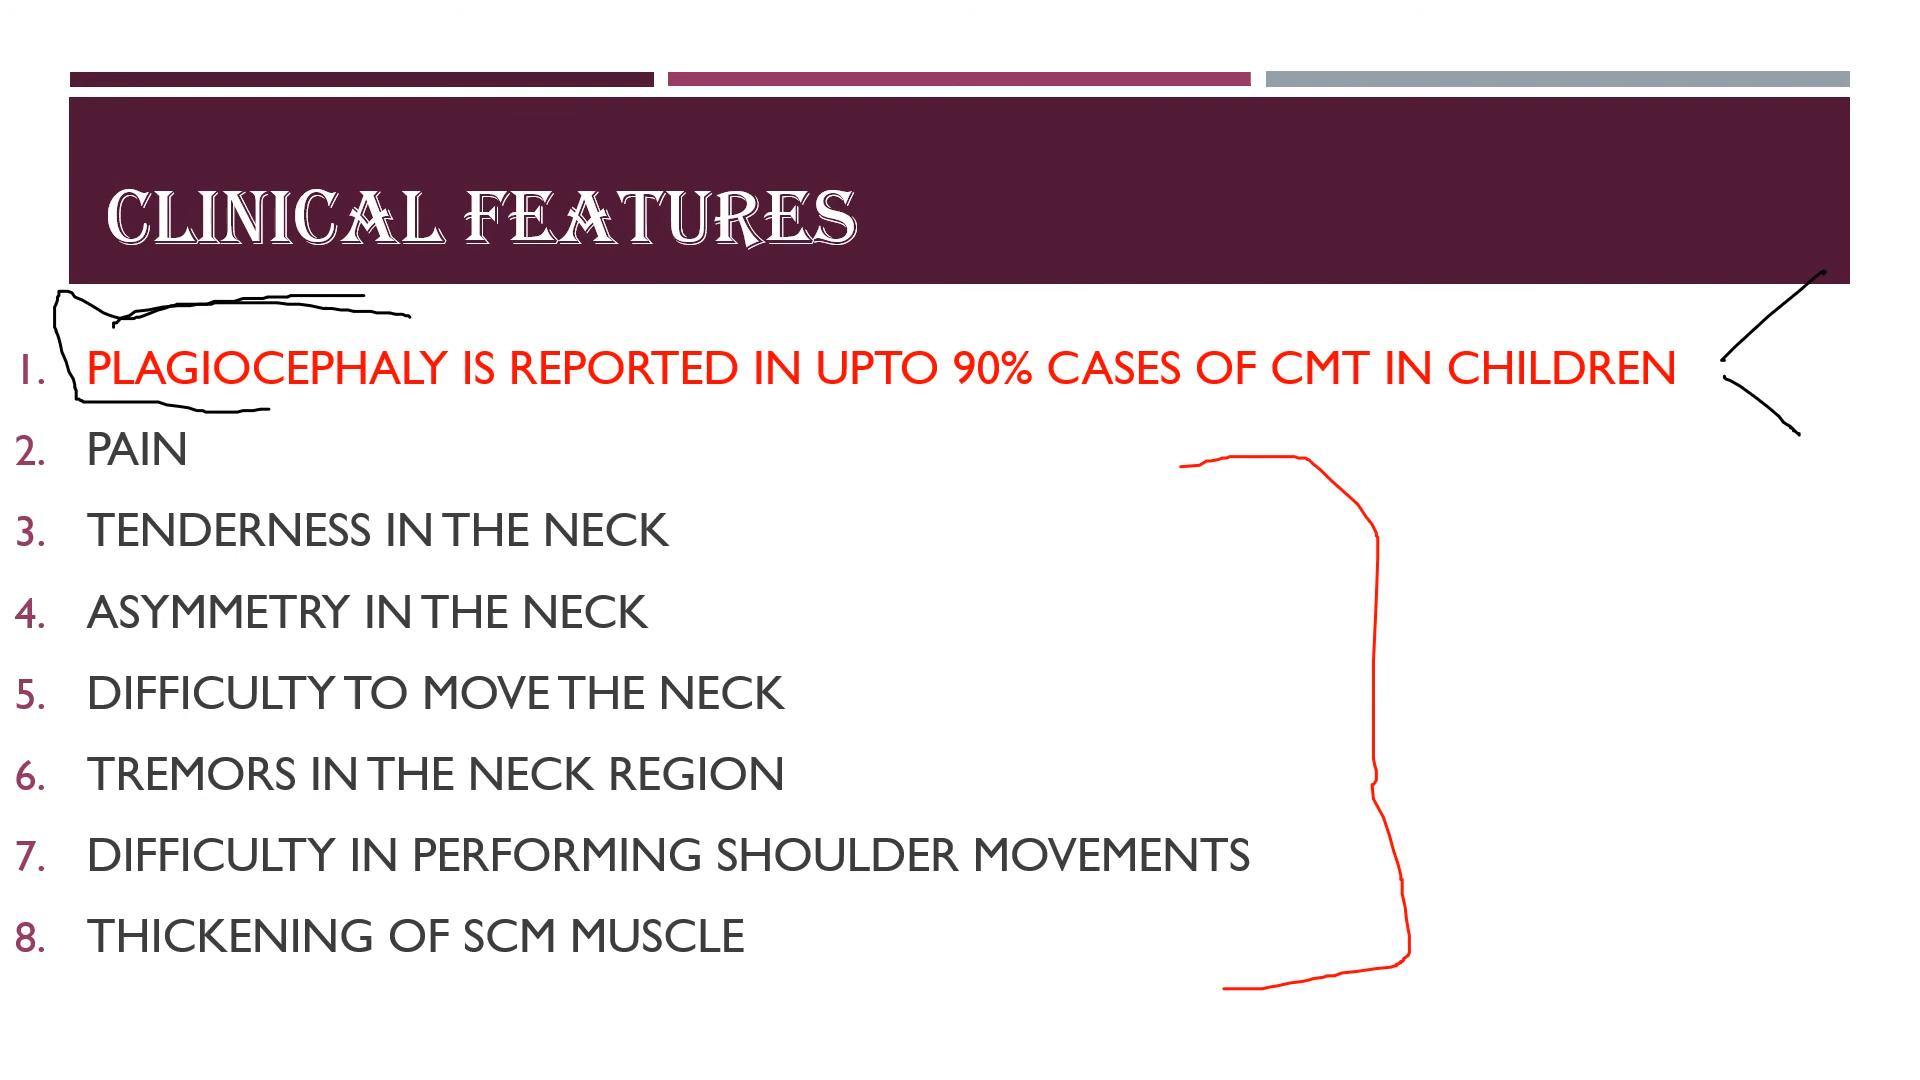 CLINICAL FEATURES
1. PLAGIOCEPHALY IS REPORTED IN UPTO 90% CASES OF CMT IN CHILDREN
2. PAIN
3. TENDERNESS IN THE NECK
4. ASYMMETRY IN THE NECK
5. DIFFICULTY TO MOVE THE NECK
6. TREMORS IN THE NECK REGION
7. DIFFICULTY IN PERFORMING SHOULDER MOVEMENTS
8. THICKENING OF SCM MUSCLE